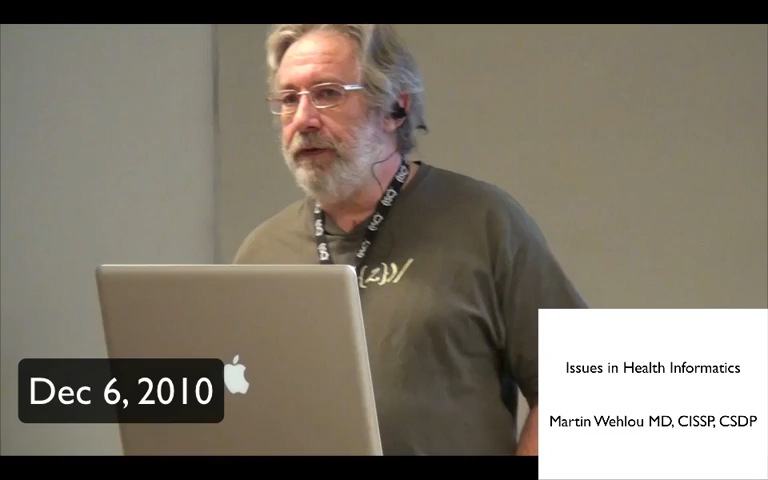 (z})/
Dec 6, 2010
Issues in Health Informatics
Martin Wehlou MD, CISSP, CSDP